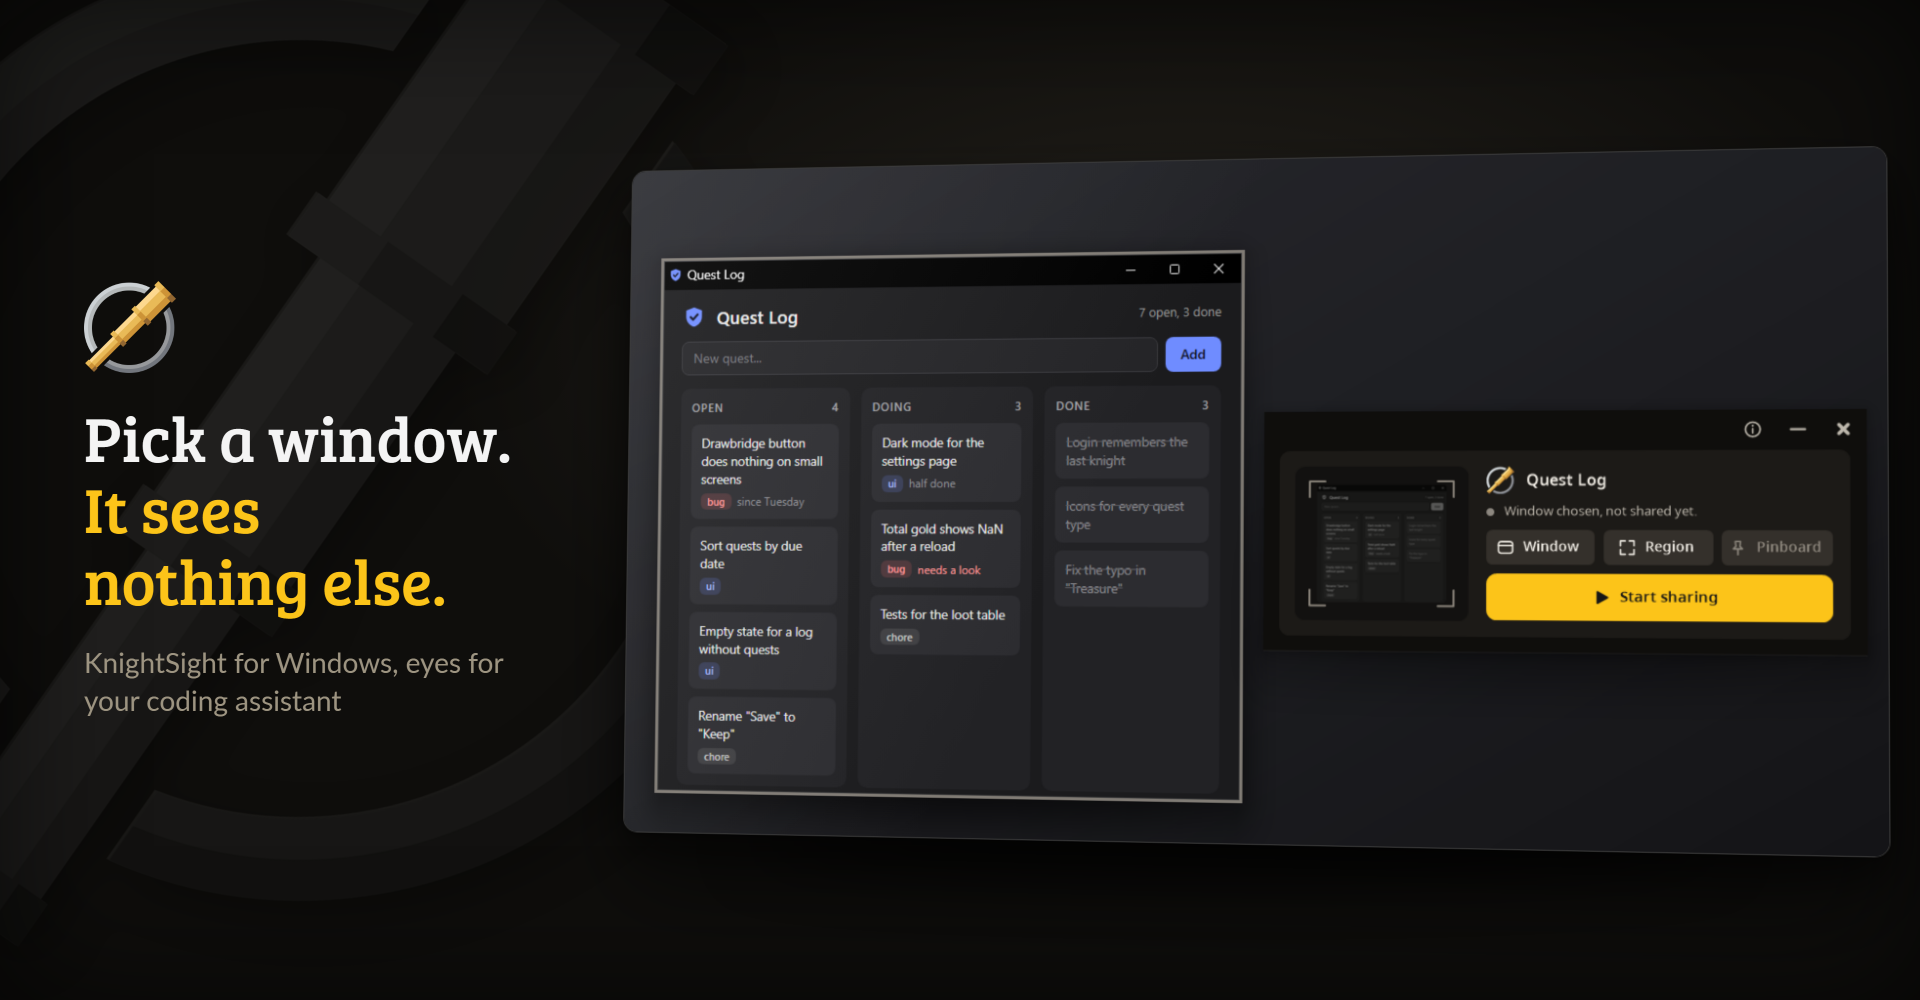 Pick a window.
It sees
nothing else.
KnightSight for Windows, eyes for
your coding assistant
Quest Log
Quest Log
7 open, 3 done
New quest...
Add
OPEN 4
Drawbridge button
does nothing on small
screens
bug since Tuesday
Sort quests by due
date
ui
Empty state for a log
without quests
ui
Rename "Save" to
"Keep"
chore
DOING 3
Dark mode for the
settings page
ui half done
Total gold shows NaN
after a reload
bug needs a look
Tests for the loot table
chore
DONE 3
Login remembers the
last knight
Icons for every quest
type
Fix the typo in
"Treasure"
Quest Log
Window chosen, not shared yet.
Window
Region
Pinboard
Start sharing